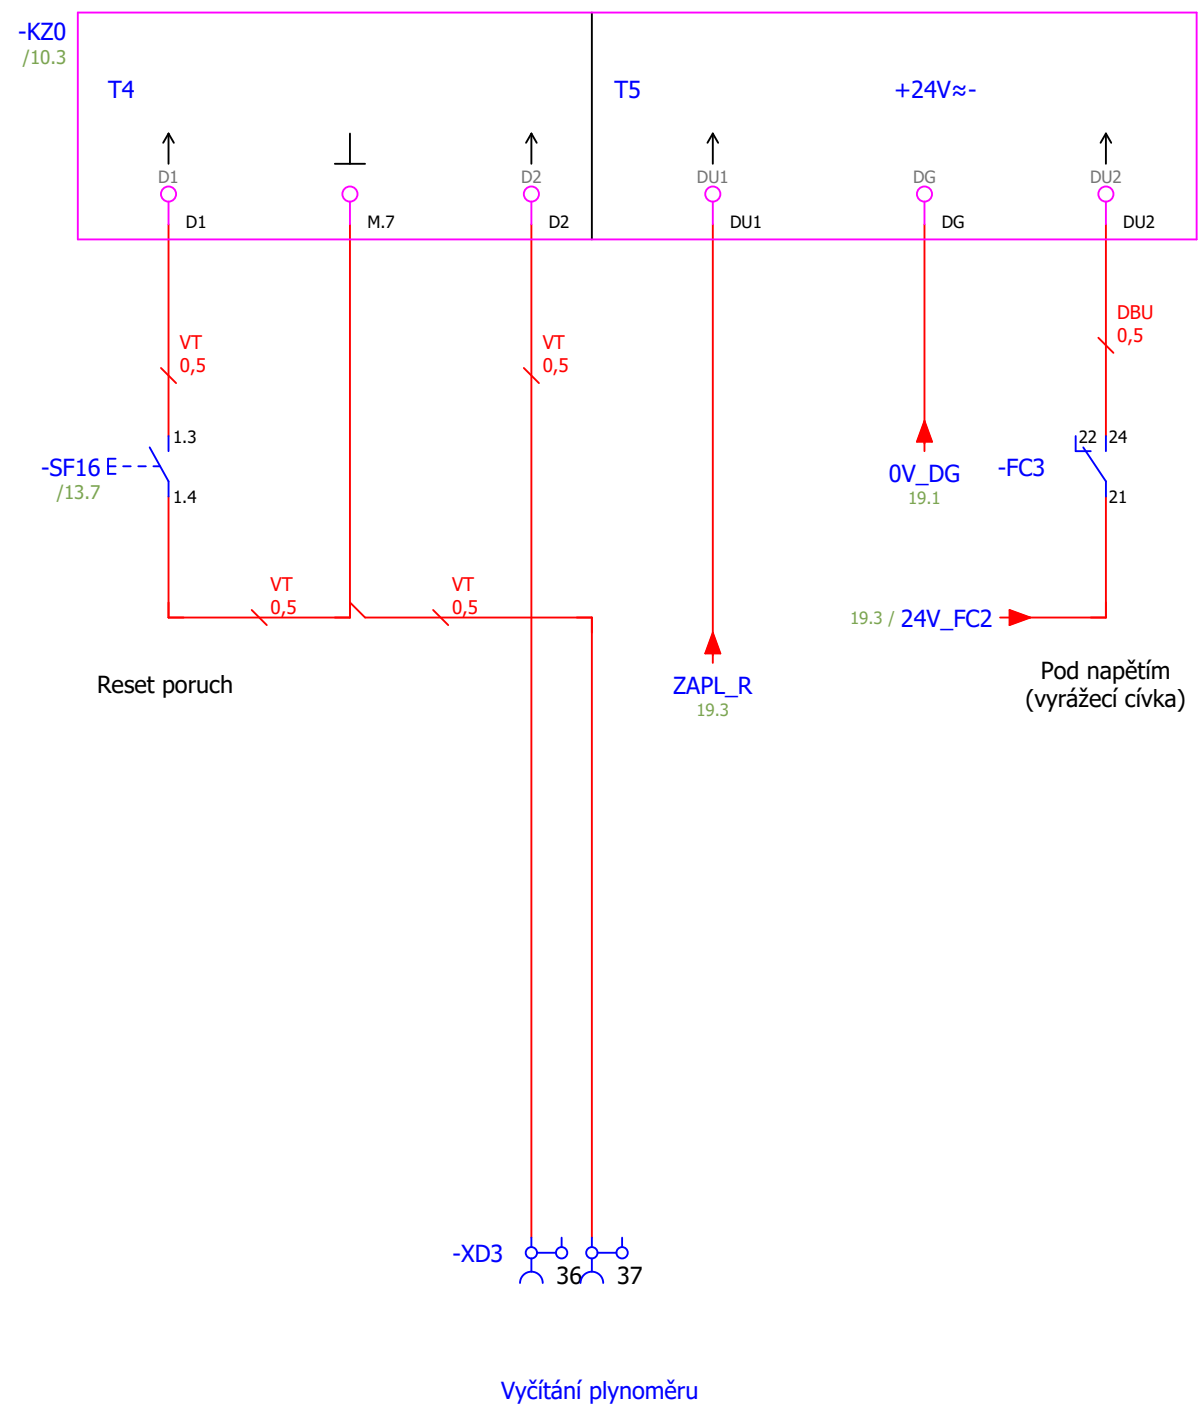 -KZ0
/10.3
T4
T5
+24V≈-
D1
D2
DU1
DG
DU2
D1
M.7
D2
DU1
DG
DU2
VT
0,5
VT
0,5
DBU
0,5
1.3
-SF16
/13.7
1.4
22
24
-FC3
21
0V_DG
19.1
VT
0,5
VT
0,5
19.3 / 24V_FC2
Reset poruch
ZAPL_R
19.3
Pod napětím
(vyrážecí cívka)
-XD3
36
37
Vyčítání plynoměru